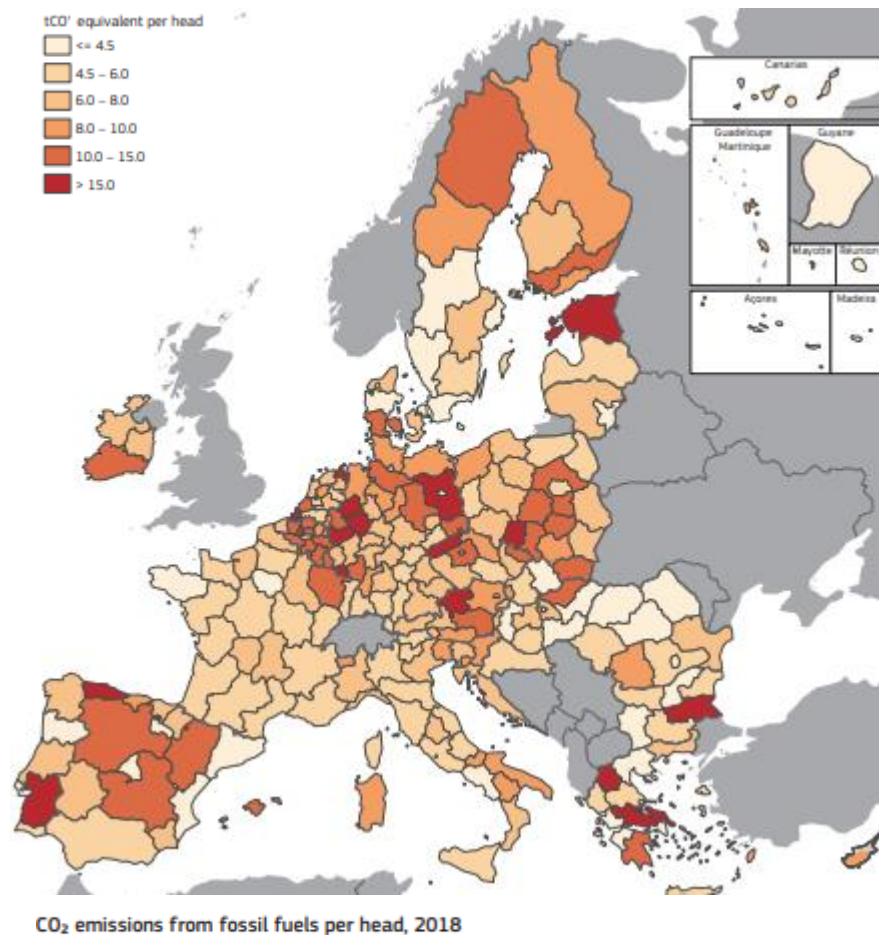 tCO' equivalent per head
<= 4.5
4.5 – 6.0
6.0 – 8.0
8.0 – 10.0
10.0 – 15.0
> 15.0
Canarias
Guadeloupe
Martinique
Guyane
Mayotte
Réunion
Açores
Madeira
CO₂ emissions from fossil fuels per head, 2018